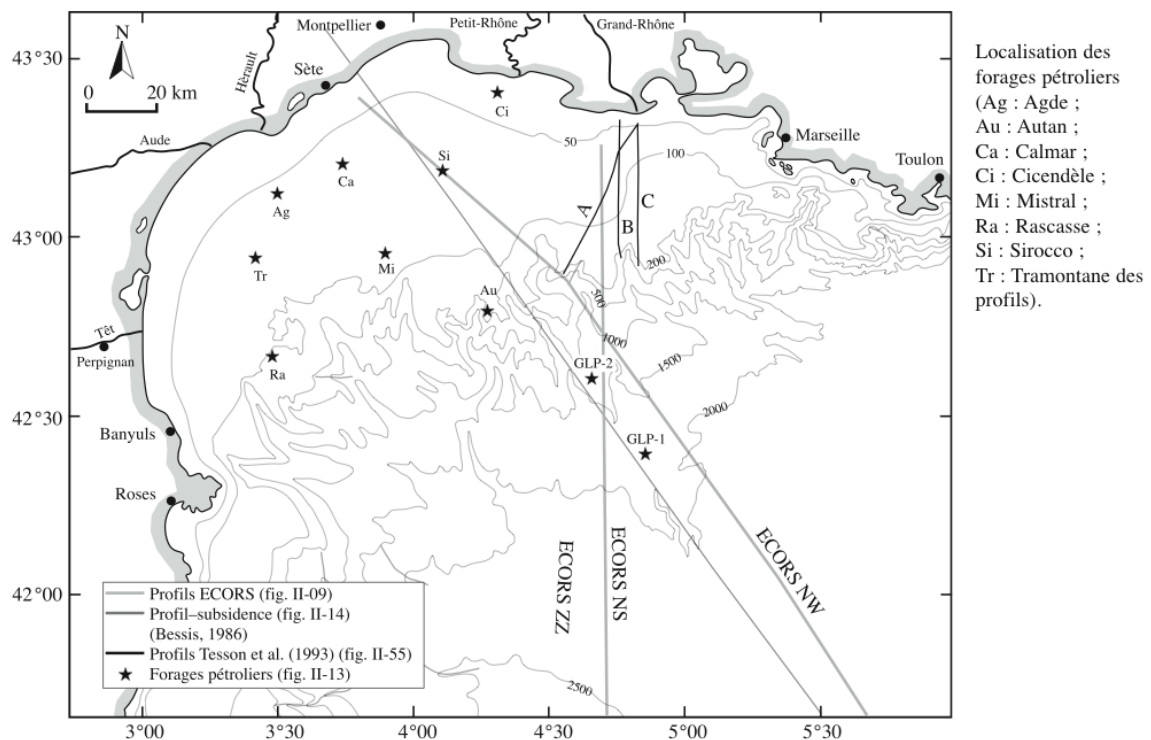 Montpellier
Petit-Rhône
Grand-Rhône
43°30'
N
Hèrault
Sète
0 20 km
Ci
Aude
50
Marseille
Si
100
Toulon
Ca
Ag
A
C
B
43°00'
Tr
Mi
200
Au
500
Têt
Perpignan
1000
GLP-2
1500
Ra
2000
42°30'
Banyuls
GLP-1
Roses
ECORS ZZ
ECORS NS
ECORS NW
42°00'
Profils ECORS (fig. II-09)
Profil–subsidence (fig. II-14)
(Bessis, 1986)
Profils Tesson et al. (1993) (fig. II-55)
Forages pétroliers (fig. II-13)
2500
3°00 3°30 4°00 4°30 5°00 5°30
Localisation des
forages pétroliers
(Ag : Agde ;
Au : Autan ;
Ca : Calmar ;
Ci : Cicendèle ;
Mi : Mistral ;
Ra : Rascasse ;
Si : Sirocco ;
Tr : Tramontane des
profils).